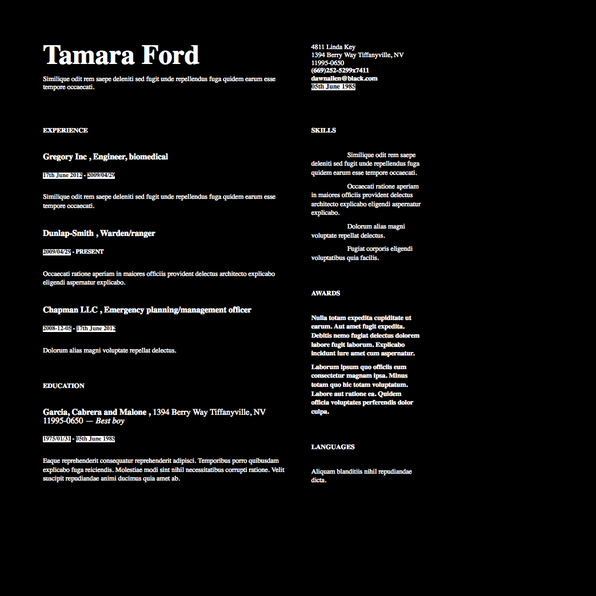 Tamara Ford
Similique odit rem saepe deleniti sed fugit unde repellendus fuga quidem earum esse
tempore occaecati.
4811 Linda Key
1394 Berry Way Tiffanyville, NV
11995-0650
(669)252-5299x7411
dawnallen@black.com
05th June 1985
EXPERIENCE
Gregory Inc , Engineer, biomedical
17th June 2012 - 2009/04/29
Similique odit rem saepe deleniti sed fugit unde repellendus fuga quidem earum esse
tempore occaecati.
Dunlap-Smith , Warden/ranger
2009/04/29 - PRESENT
Occaecati ratione aperiam in maiores officiis provident delectus architecto explicabo
eligendi aspernatur explicabo.
Chapman LLC , Emergency planning/management officer
2008-12-02 - 17th June 2012
Dolorum alias magni voluptate repellat delectus.
EDUCATION
Garcia, Cabrera and Malone , 1394 Berry Way Tiffanyville, NV
11995-0650 — Best boy
1975/01/31 - 05th June 1985
Eaque reprehenderit consequatur reprehenderit adipisci. Temporibus porro quibusdam
explicabo fuga reiciendis. Molestiae modi sint nihil necessitatibus corrupti ratione. Velit
suscipit repudiandae animi ducimus quia amet ab.
SKILLS
Similique odit rem saepe
deleniti sed fugit unde repellendus fuga
quidem earum esse tempore occaecati.
Occaecati ratione aperiam
in maiores officiis provident delectus
architecto explicabo eligendi aspernatur
explicabo.
Dolorum alias magni
voluptate repellat delectus.
Fugiat corporis eligendi
voluptatibus quia facilis.
AWARDS
Nulla totam expedita cupiditate ut
earum. Aut amet fugit expedita.
Debitis nemo fugiat delectus dolorem
labore fugit laborum. Explicabo
incidunt iure amet cum aspernatur.
Laborum ipsum quo officiis eum
consectetur magnam ipsa. Minus
totam quo hic totam voluptatum.
Labore aut ratione ea. Quidem
officia voluptates perferendis dolor
culpa.
LANGUAGES
Aliquam blanditiis nihil repudiandae
dicta.